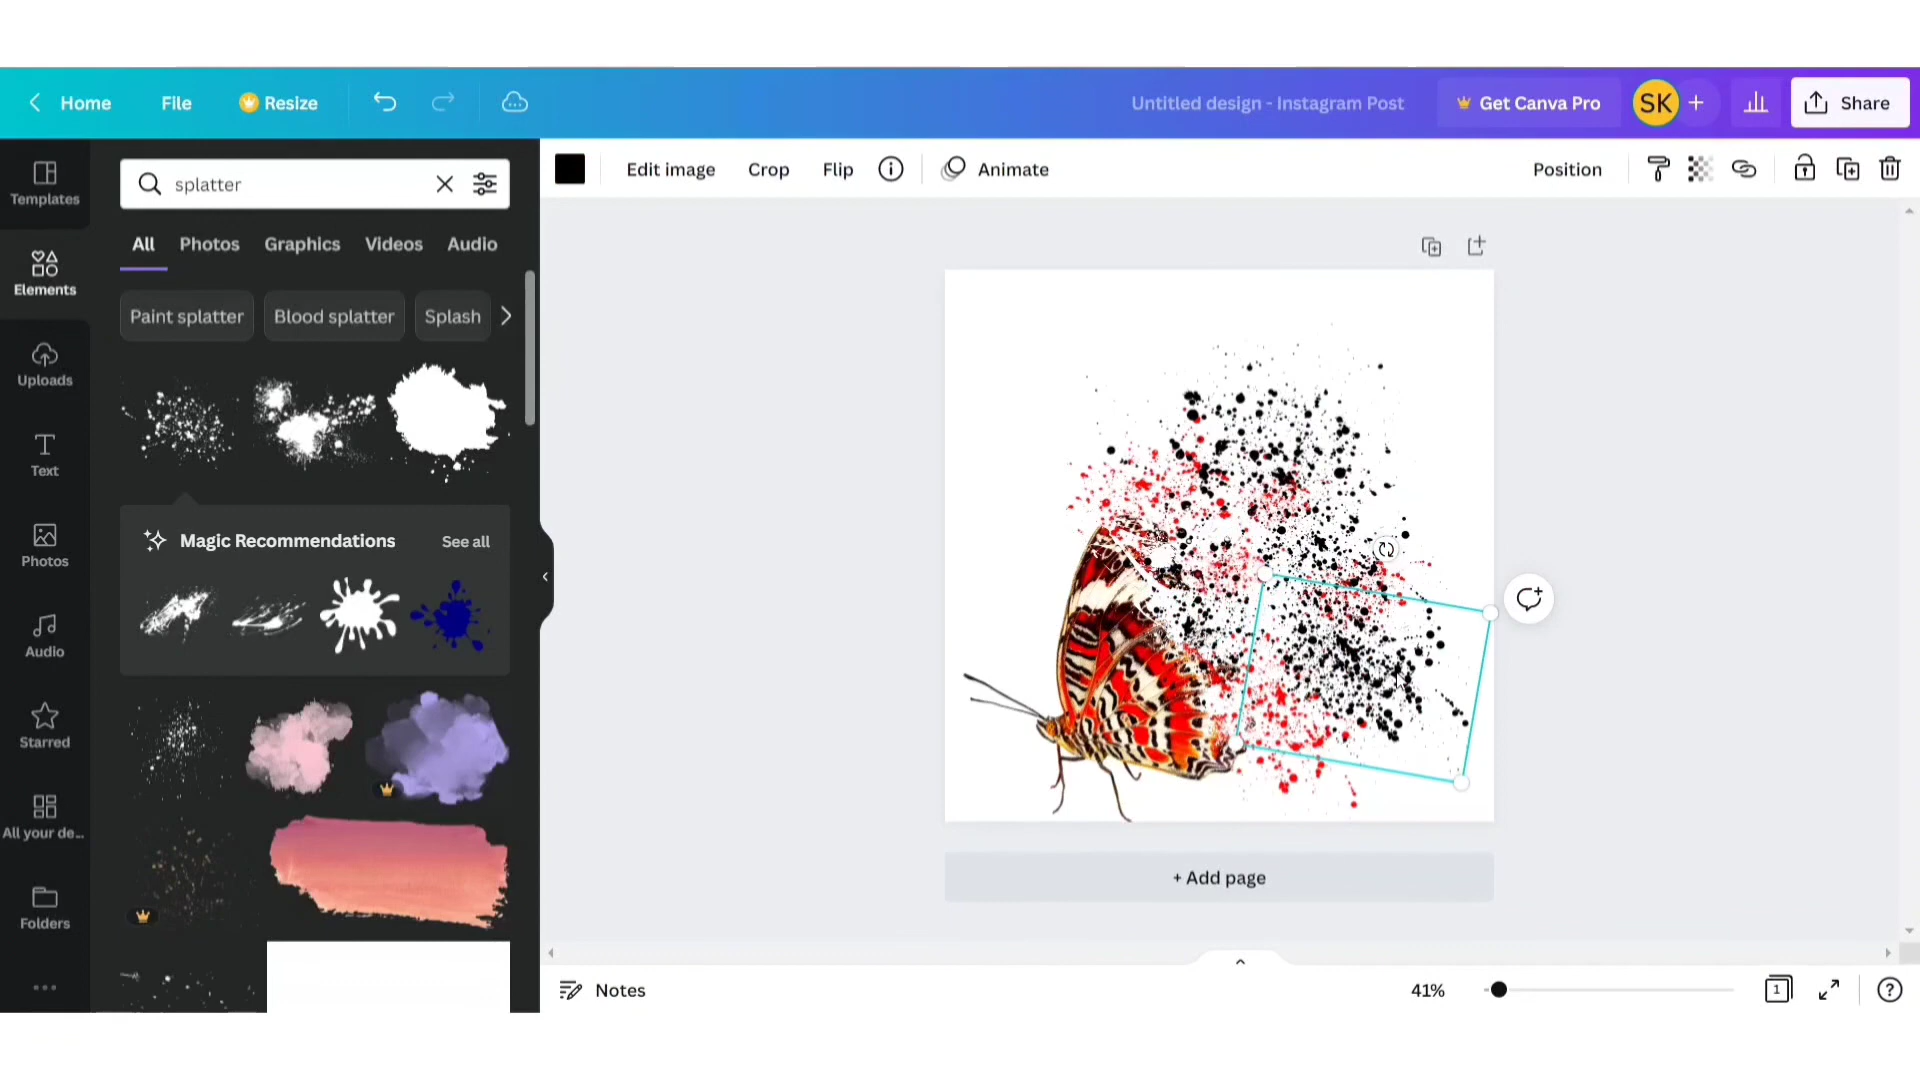 Home File Resize Untitled design - Instagram Post Get Canva Pro SK Share
Templates
Elements
Uploads
Text
Photos
Audio
Starred
All your de...
Folders
splatter
All Photos Graphics Videos Audio
Paint splatter Blood splatter Splash
Magic Recommendations See all
Edit image Crop Flip Animate Position
+ Add page
Notes 41% 1 ?